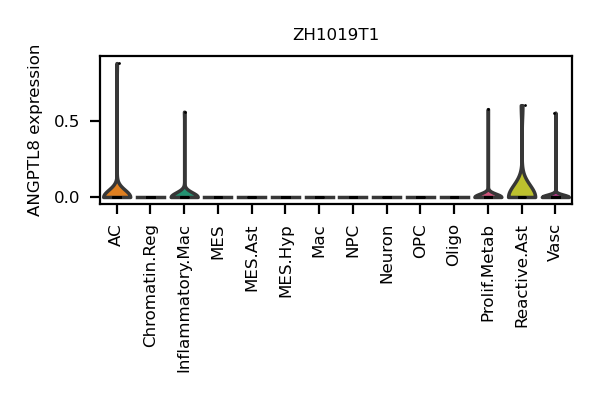 ZH1019T1
ANGPTL8 expression
0.5
0.0
AC
Chromatin.Reg
Inflammatory.Mac
MES
MES.Ast
MES.Hyp
Mac
NPC
Neuron
OPC
Oligo
Prolif.Metab
Reactive.Ast
Vasc